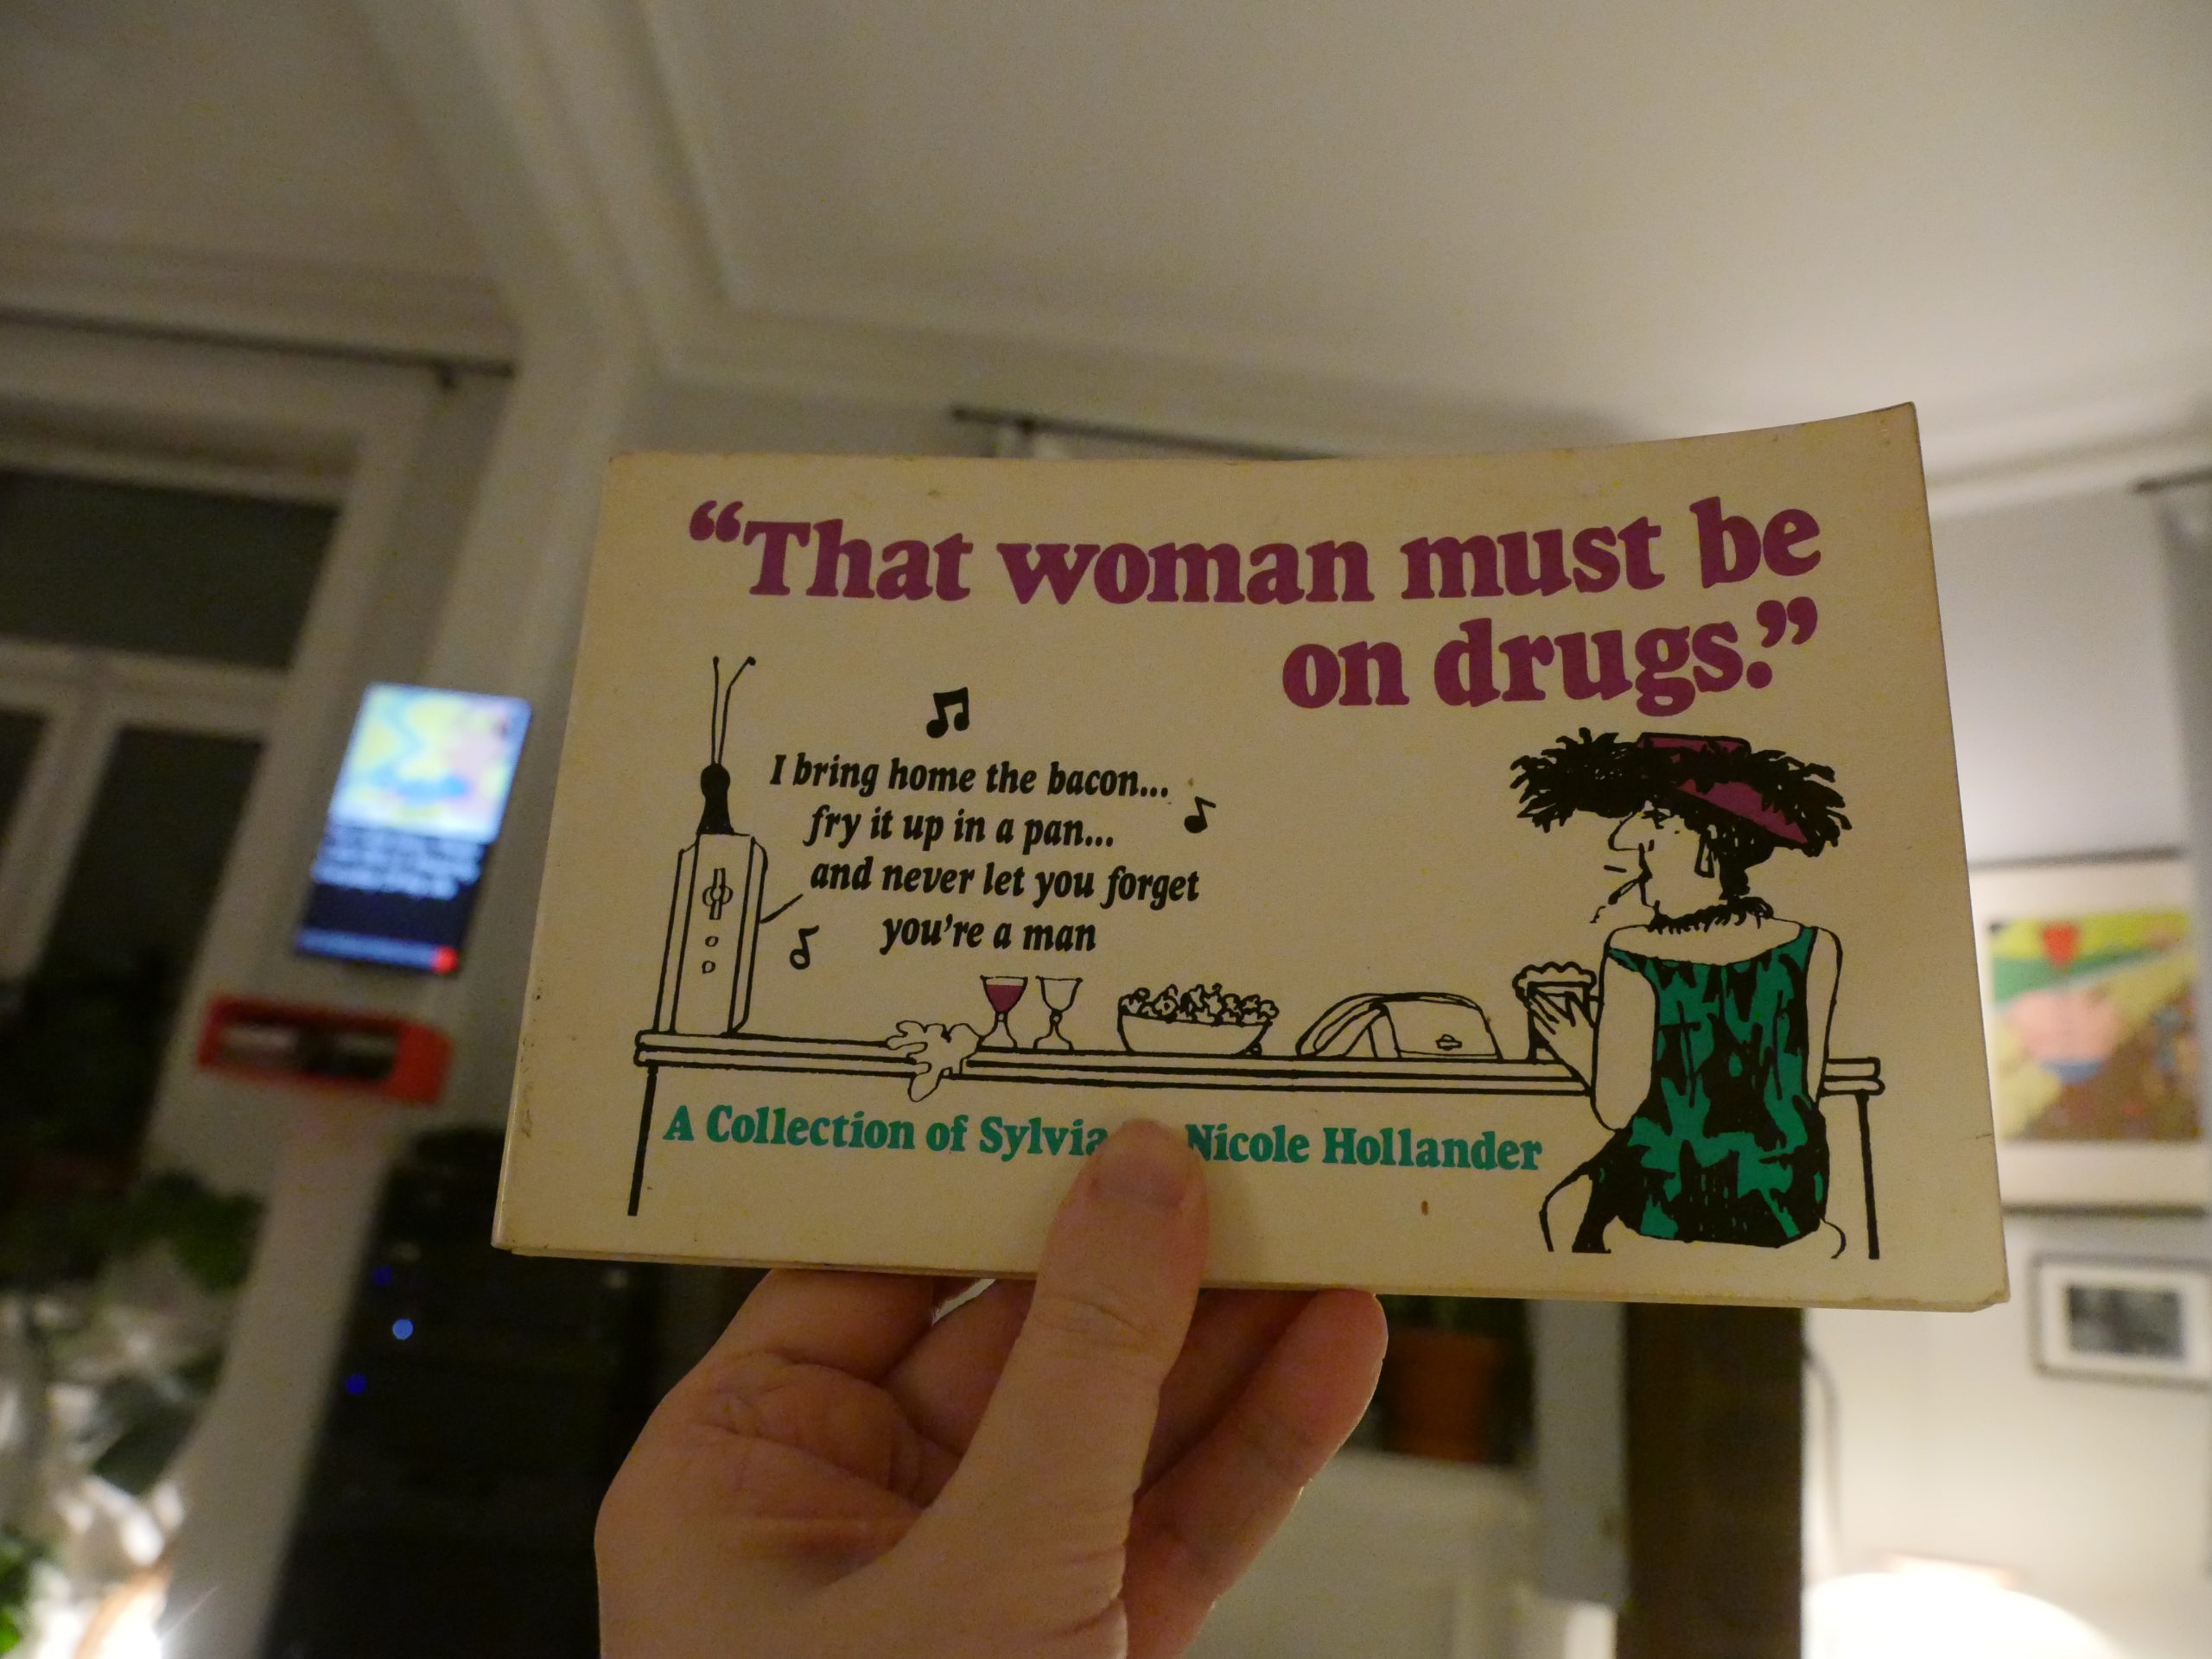 “That woman must be
on drugs.”
I bring home the bacon...
fry it up in a pan...
and never let you forget
you're a man
A Collection of Sylvia Nicole Hollander